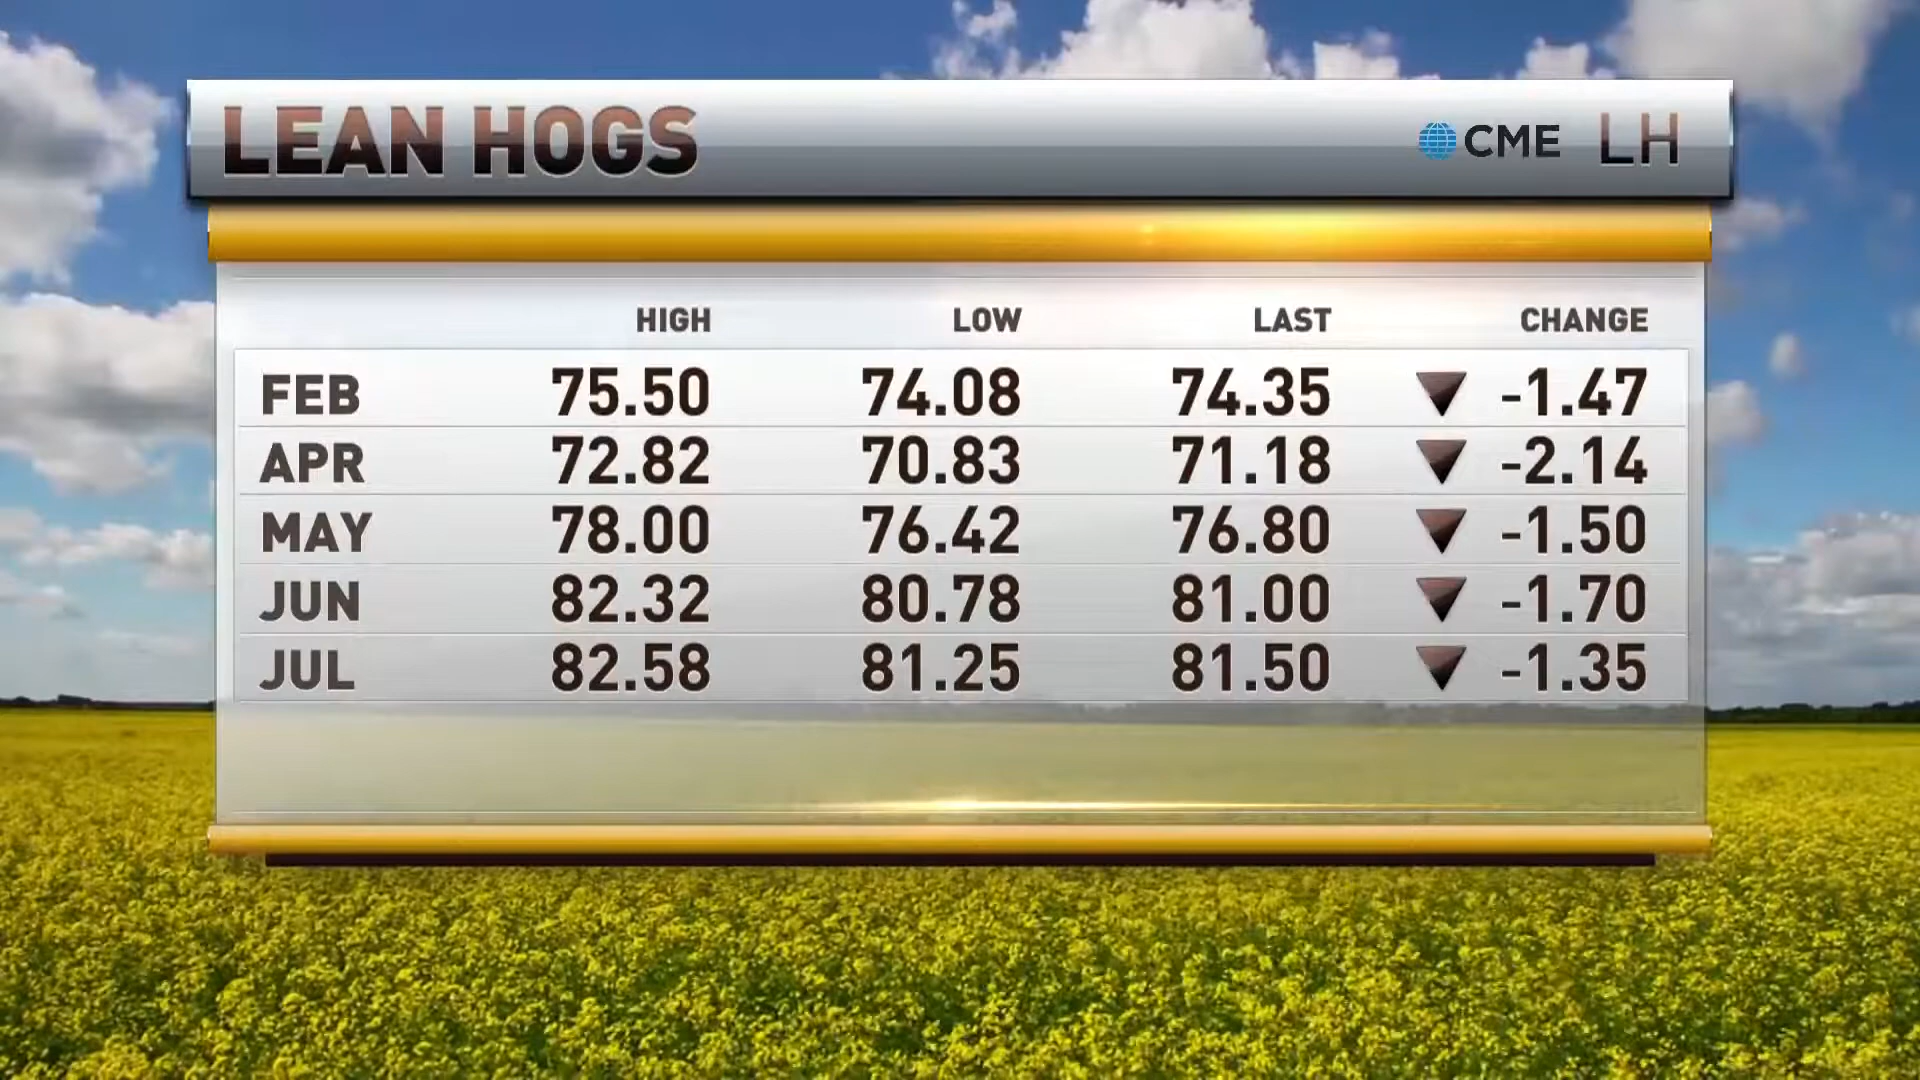 LEAN HOGS CME LH
HIGH LOW LAST CHANGE
FEB 75.50 74.08 74.35 ▼ -1.47
APR 72.82 70.83 71.18 ▼ -2.14
MAY 78.00 76.42 76.80 ▼ -1.50
JUN 82.32 80.78 81.00 ▼ -1.70
JUL 82.58 81.25 81.50 ▼ -1.35